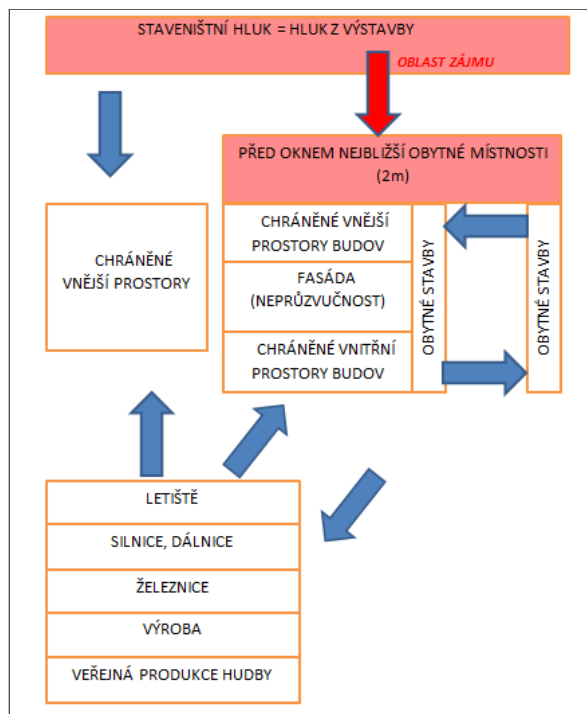 STAVENIŠTNÍ HLUK = HLUK Z VÝSTAVBY
OBLAST ZÁJMU
PŘED OKNEM NEJBLIŽŠÍ OBYTNÉ MÍSTNOSTI
(2m)
CHRÁNĚNÉ
VNĚJŠÍ PROSTORY
CHRÁNĚNÉ VNĚJŠÍ
PROSTORY BUDOV
FASÁDA
(NEPRŮZVUČNOST)
CHRÁNĚNÉ VNITŘNÍ
PROSTORY BUDOV
OBYTNÉ STAVBY
OBYTNÉ STAVBY
LETIŠTĚ
SILNICE, DÁLNICE
ŽELEZNICE
VÝROBA
VEŘEJNÁ PRODUKCE HUDBY